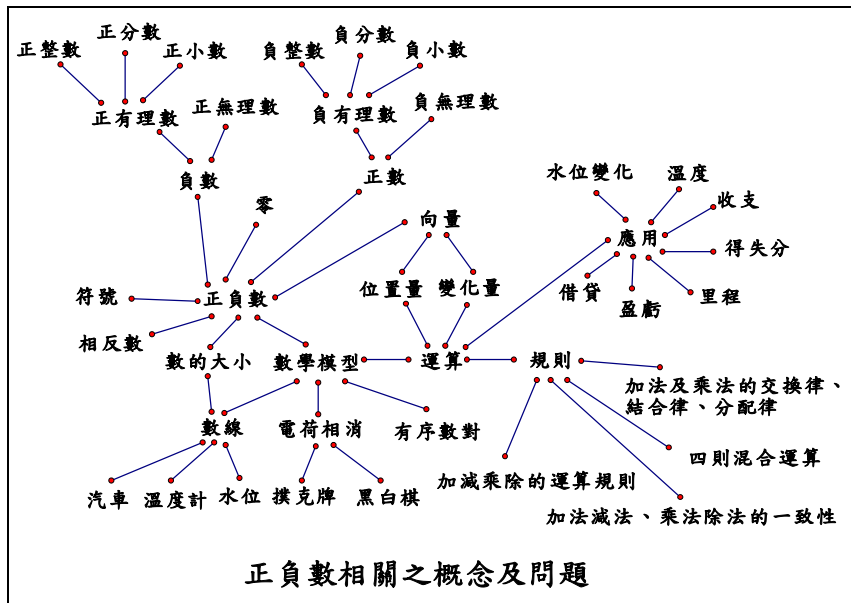 正分數
正整數
正小數
負整數
負分數
負小數
正有理數
正無理數
負有理數
負無理數
負數
正數
零
向量
水位變化
溫度
收支
應用
得失分
借貸
盈虧
里程
符號
正負數
位置量
變化量
相反數
數的大小
數學模型
運算
規則
加法及乘法的交換律、
結合律、分配律
數線
電荷相消
有序數對
四則混合運算
汽車
溫度計
水位
撲克牌
黑白棋
加減乘除的運算規則
加法減法、乘法除法的一致性
正負數相關之概念及問題